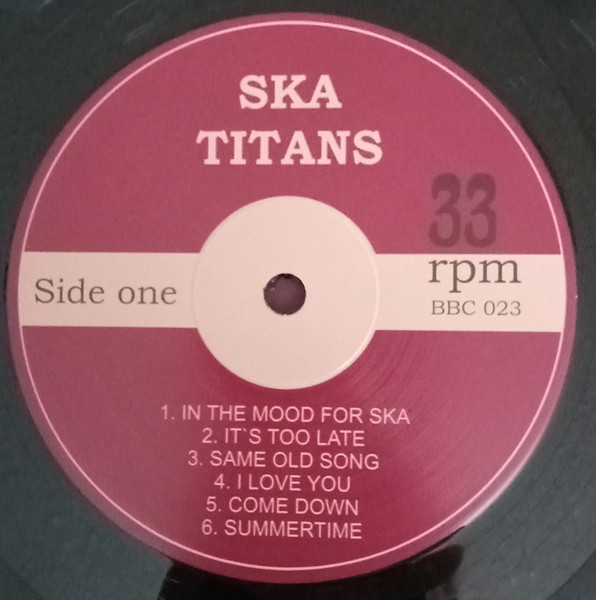 SKA
TITANS
33
rpm
Side one
BBC 023
1. IN THE MOOD FOR SKA
2. IT`S TOO LATE
3. SAME OLD SONG
4. I LOVE YOU
5. COME DOWN
6. SUMMERTIME